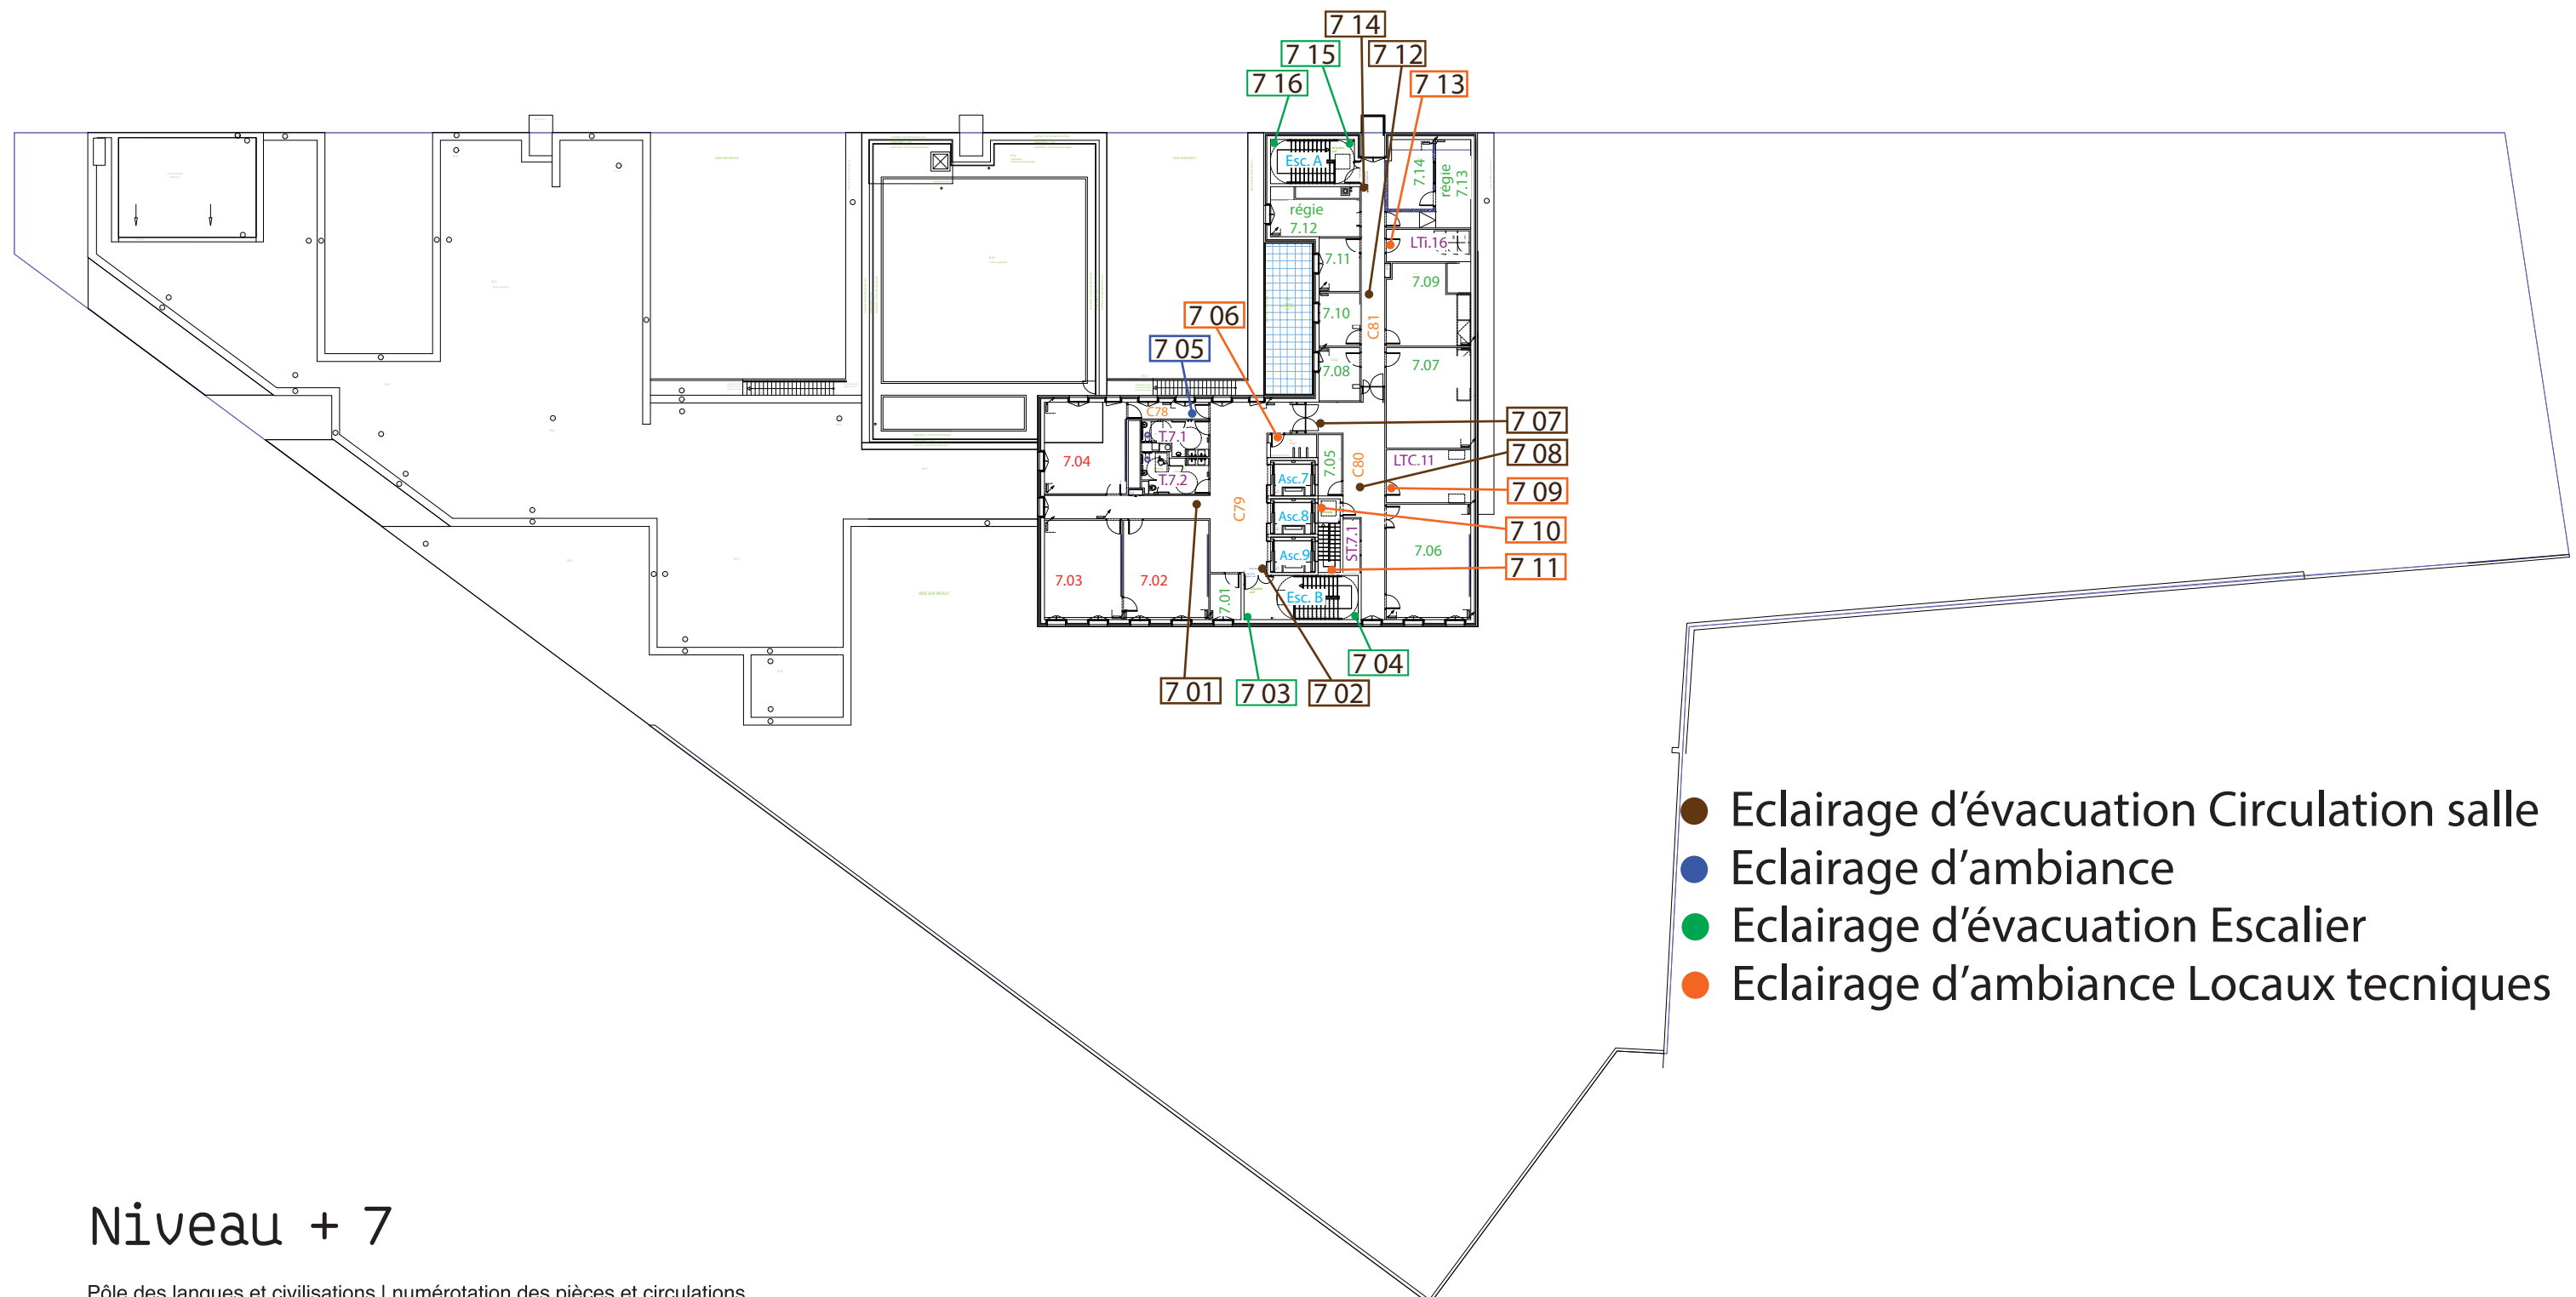 7 14
7 15
7 12
7 16
7 13
Esc. A
7.14
régie
7.13
régie
7.12
LTi.16
7.11
7.09
7.10
C81
7 06
7 05
7.08
7.07
C78
T.7.1
7 07
7.04
7.05
C80
LTC.11
7 08
T.7.2
Asc.7
7 09
C79
Asc.8
7 10
ST.7.1
Asc.9
7.06
7 11
7.03
7.02
7.01
Esc. B
7 04
7 01
7 03
7 02
Eclairage d’évacuation Circulation salle
Eclairage d’ambiance
Eclairage d’évacuation Escalier
Eclairage d’ambiance Locaux tecniques
Niveau + 7
Pôle des langues et civilisations | numérotation des pièces et circulations